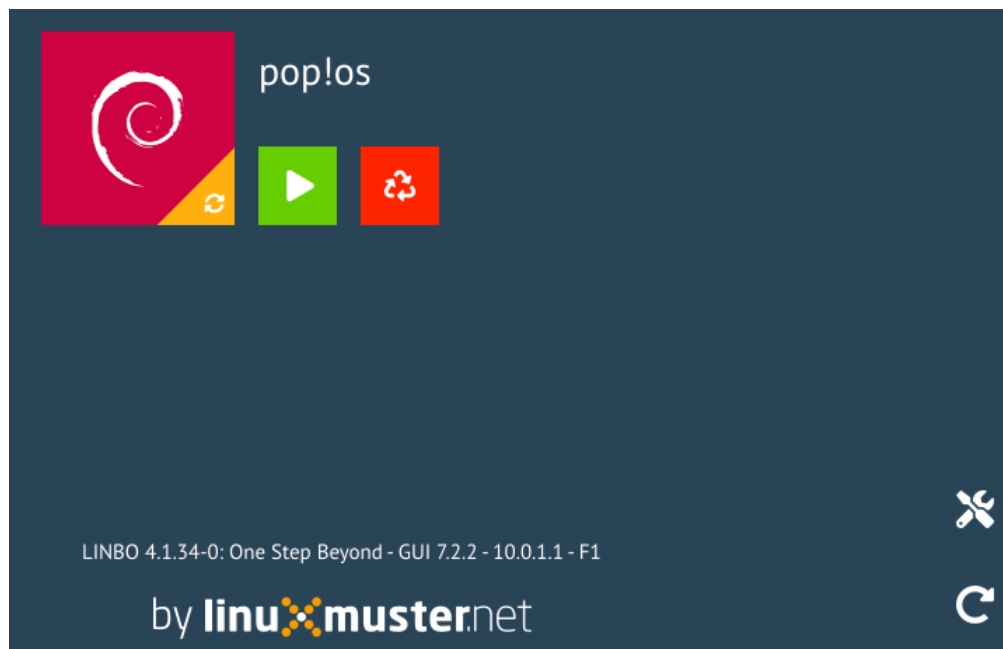 pop!os
LINBO 4.1.34-0: One Step Beyond - GUI 7.2.2 - 10.0.1.1 - F1
by linuxmuster.net